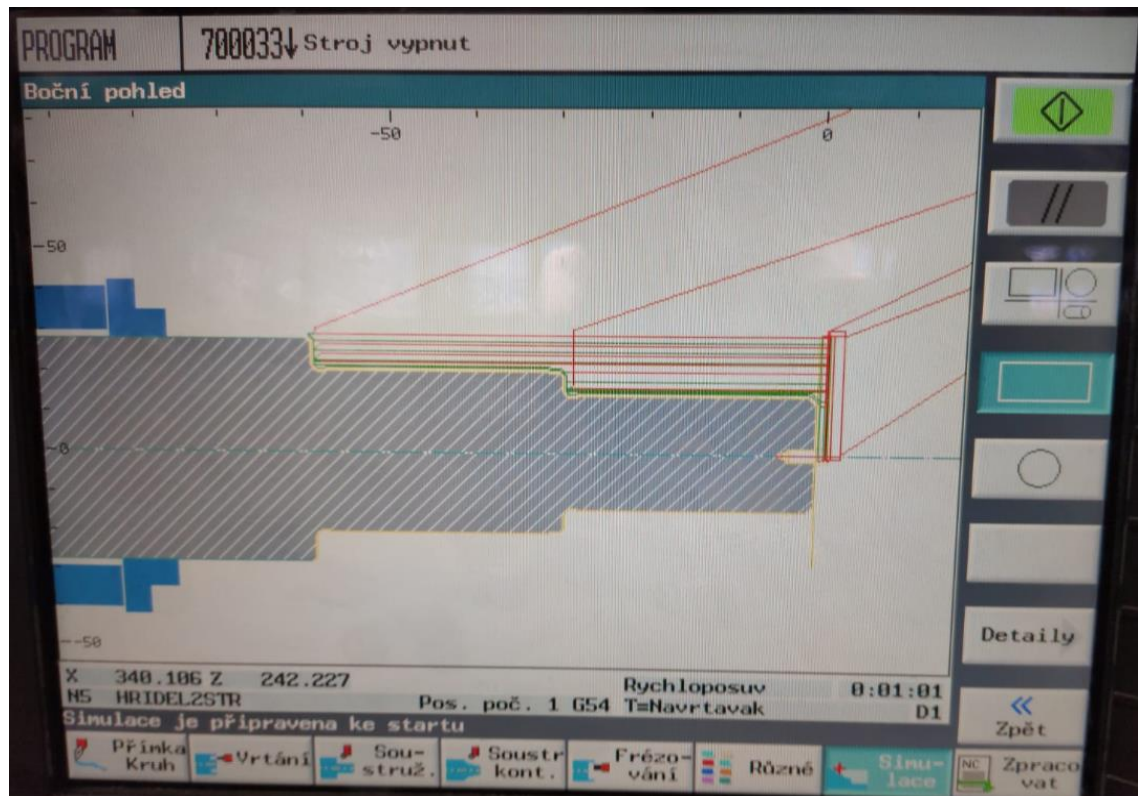 PROGRAM
700033↓ Stroj vypnut
Boční pohled
-50
0
-50
-0
--50
Detaily
X 340.106 Z 242.227
Rychloposuv 0:01:01
N5 HRIDEL2STR Pos. poč. 1 G54 T=Navrtavak D1
Simulace je připravena ke startu
« Zpět
Přímka Kruh
Vrtání
Sou- struž.
Soustr kont.
Frézo- vání
Různé
Simu- lace
NC Zpraco vat